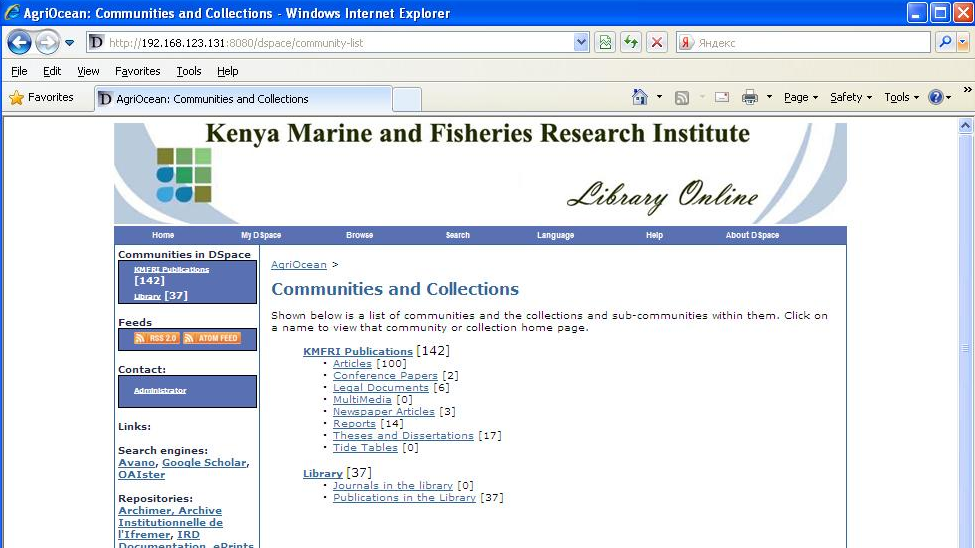 AgriOcean: Communities and Collections - Windows Internet Explorer
http://192.168.123.131:8080/dspace/community-list
Яндекс
File Edit View Favorites Tools Help
Favorites
AgriOcean: Communities and Collections
Page Safety Tools
Kenya Marine and Fisheries Research Institute
Library Online
Home My DSpace Browse Search Language Help About DSpace
Communities in DSpace
KMFRI Publications
[142]
Library [37]
Feeds
RSS 2.0 ATOM FEED
Contact:
Administrator
Links:
Search engines:
Avano, Google Scholar,
OAIster
Repositories:
Archimer, Archive
Institutionnelle de
l'Ifremer, IRD
Documentation, ePrints
AgriOcean >
Communities and Collections
Shown below is a list of communities and the collections and sub-communities within them. Click on
a name to view that community or collection home page.
KMFRI Publications [142]
• Articles [100]
• Conference Papers [2]
• Legal Documents [6]
• MultiMedia [0]
• Newspaper Articles [3]
• Reports [14]
• Theses and Dissertations [17]
• Tide Tables [0]
Library [37]
• Journals in the library [0]
• Publications in the Library [37]